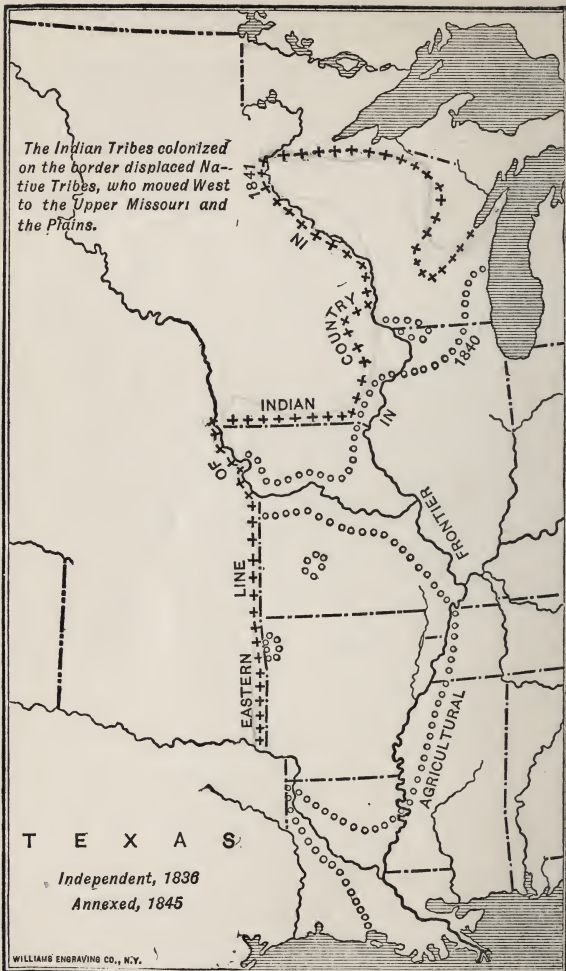 The Indian Tribes colonized
on the border displaced Na-
tive Tribes, who moved West
to the Upper Missouri and
the Plains.
EASTERN LINE OF INDIAN COUNTRY IN 1841
AGRICULTURAL FRONTIER IN 1840
TEXAS
Independent, 1836
Annexed, 1845
WILLIAMS ENGRAVING CO., N.Y.